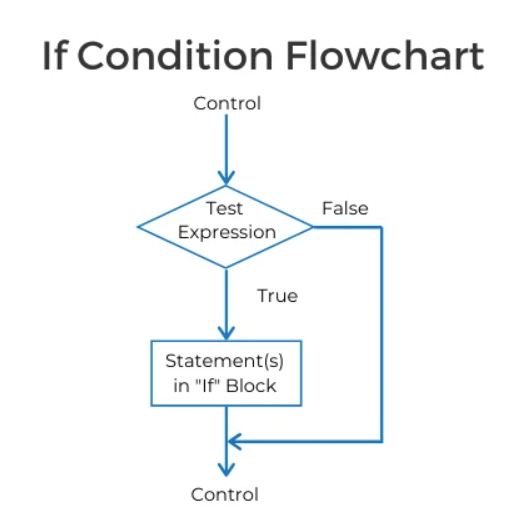 If Condition Flowchart
Control
Test
Expression
False
True
Statement(s)
in "If" Block
Control